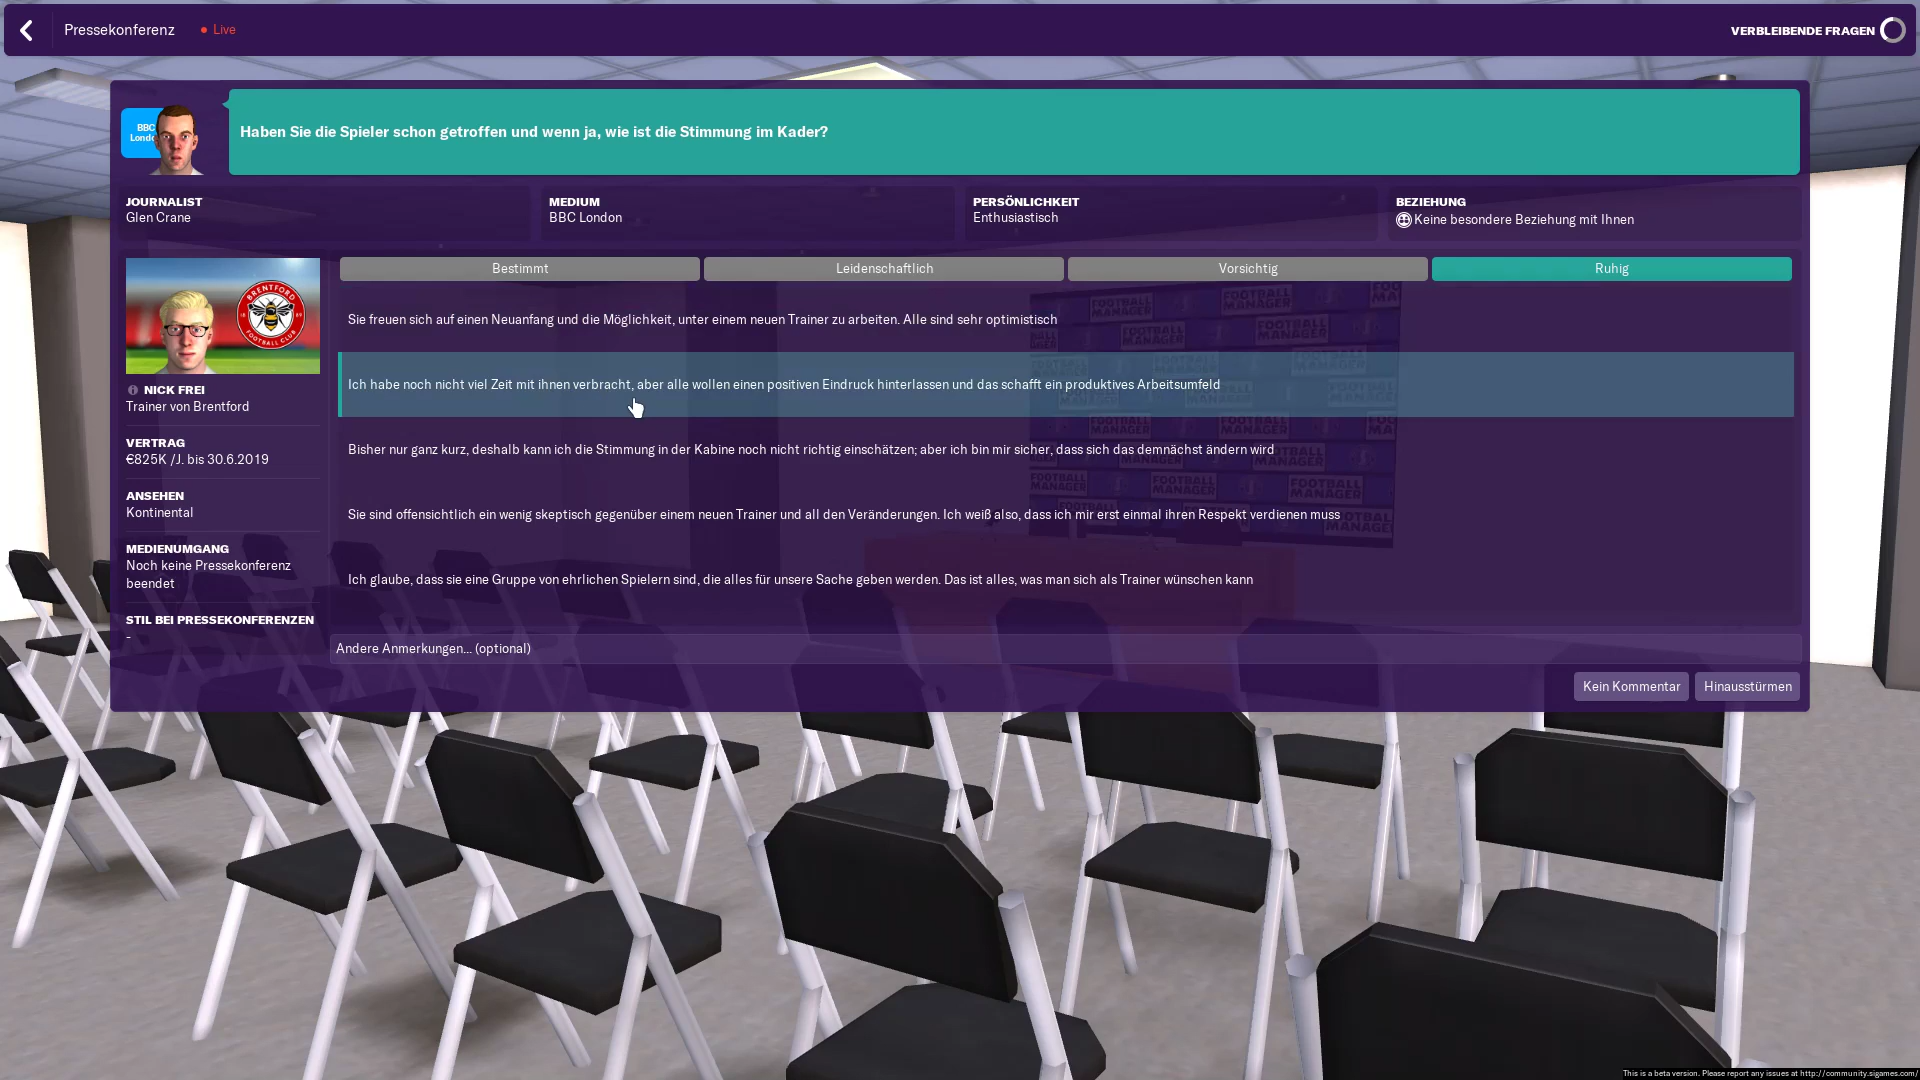 Pressekonferenz
Live
VERBLEIBENDE FRAGEN
BBC
Haben Sie die Spieler schon getroffen und wenn ja, wie ist die Stimmung im Kader?
JOURNALIST
Glen Crane
MEDIUM
BBC London
PERSÖNLICHKEIT
Enthusiastisch
BEZIEHUNG
Keine besondere Beziehung mit Ihnen
Bestimmt
Leidenschaftlich
Vorsichtig
Ruhig
BRENTFORD
FOOTBALL CLUB
NICK FREI
Trainer von Brentford
VERTRAG
€825K /J. bis 30.6.2019
ANSEHEN
Kontinental
MEDIENUMGANG
Noch keine Pressekonferenz
beendet
STIL BEI PRESSEKONFERENZEN
-
Sie freuen sich auf einen Neuanfang und die Möglichkeit, unter einem neuen Trainer zu arbeiten. Alle sind sehr optimistisch
Ich habe noch nicht viel Zeit mit ihnen verbracht, aber alle wollen einen positiven Eindruck hinterlassen und das schafft ein produktives Arbeitsumfeld
Bisher nur ganz kurz, deshalb kann ich die Stimmung in der Kabine noch nicht richtig einschätzen; aber ich bin mir sicher, dass sich das demnächst ändern wird
Sie sind offensichtlich ein wenig skeptisch gegenüber einem neuen Trainer und all den Veränderungen. Ich weiß also, dass ich mir erst einmal ihren Respekt verdienen muss
Ich glaube, dass sie eine Gruppe von ehrlichen Spielern sind, die alles für unsere Sache geben werden. Das ist alles, was man sich als Trainer wünschen kann
FOOTBALL MANAGER
Andere Anmerkungen... (optional)
Kein Kommentar
Hinausstürmen
This is a beta version. Please report any issues at http://community.sigames.com/